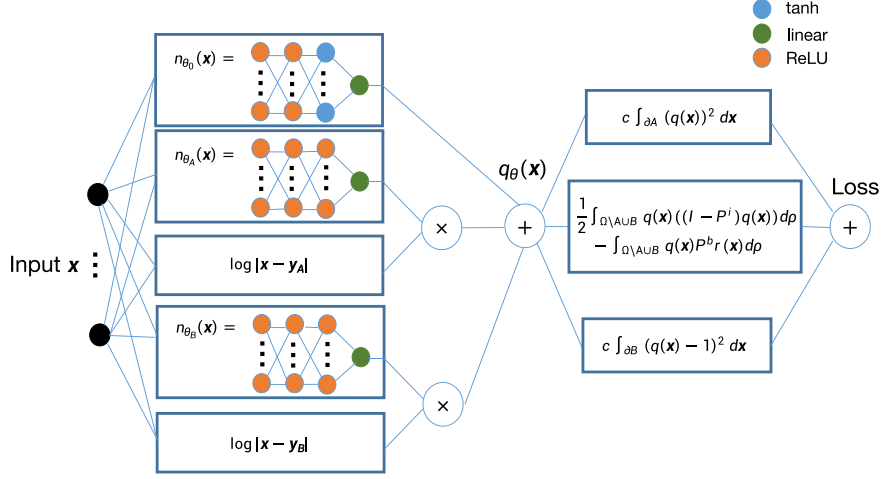 tanh
linear
ReLU
n_{θ_0}(x) =
n_{θ_A}(x) =
log|x − y_A|
n_{θ_B}(x) =
log|x − y_B|
Input x
×
×
q_θ(x)
+
c ∫_{∂A} (q(x))² dx
1/2 ∫_{Ω\A∪B} q(x)((I − P^i)q(x))dρ
− ∫_{Ω\A∪B} q(x)P^b r(x)dρ
c ∫_{∂B} (q(x) − 1)² dx
Loss
+